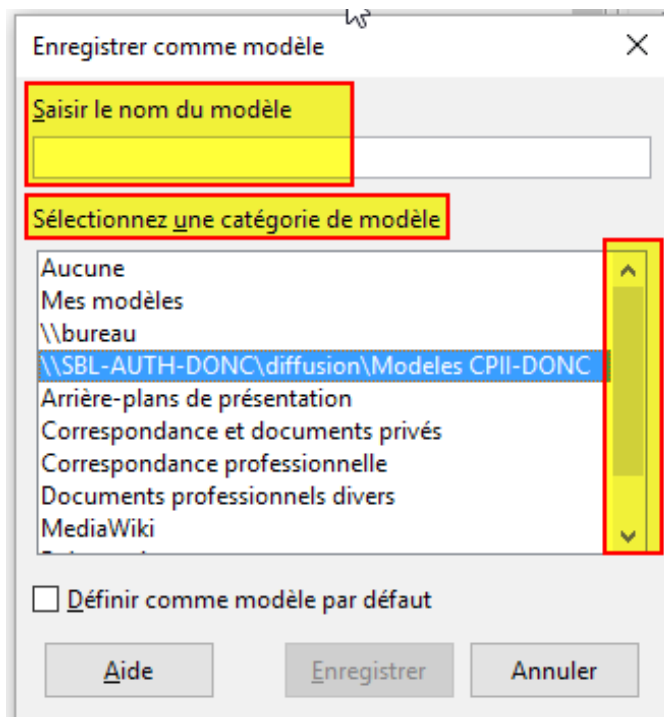 Enregistrer comme modèle
Saisir le nom du modèle
Sélectionnez une catégorie de modèle
Aucune
Mes modèles
\\bureau
\\SBL-AUTH-DONC\diffusion\Modeles CPII-DONC
Arrière-plans de présentation
Correspondance et documents privés
Correspondance professionnelle
Documents professionnels divers
MediaWiki
Définir comme modèle par défaut
Aide Enregistrer Annuler